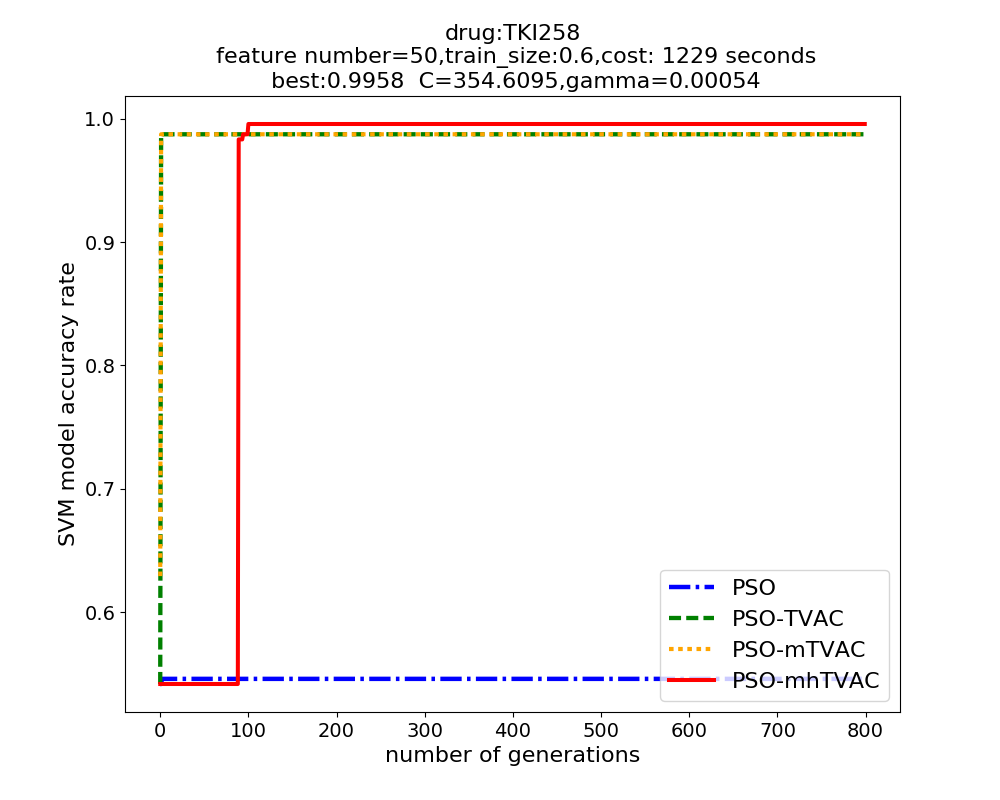 drug:TKI258
feature number=50,train_size:0.6,cost: 1229 seconds
best:0.9958  C=354.6095,gamma=0.00054
1.0
0.9
0.8
0.7
0.6
SVM model accuracy rate
PSO
PSO-TVAC
PSO-mTVAC
PSO-mhTVAC
0 100 200 300 400 500 600 700 800
number of generations